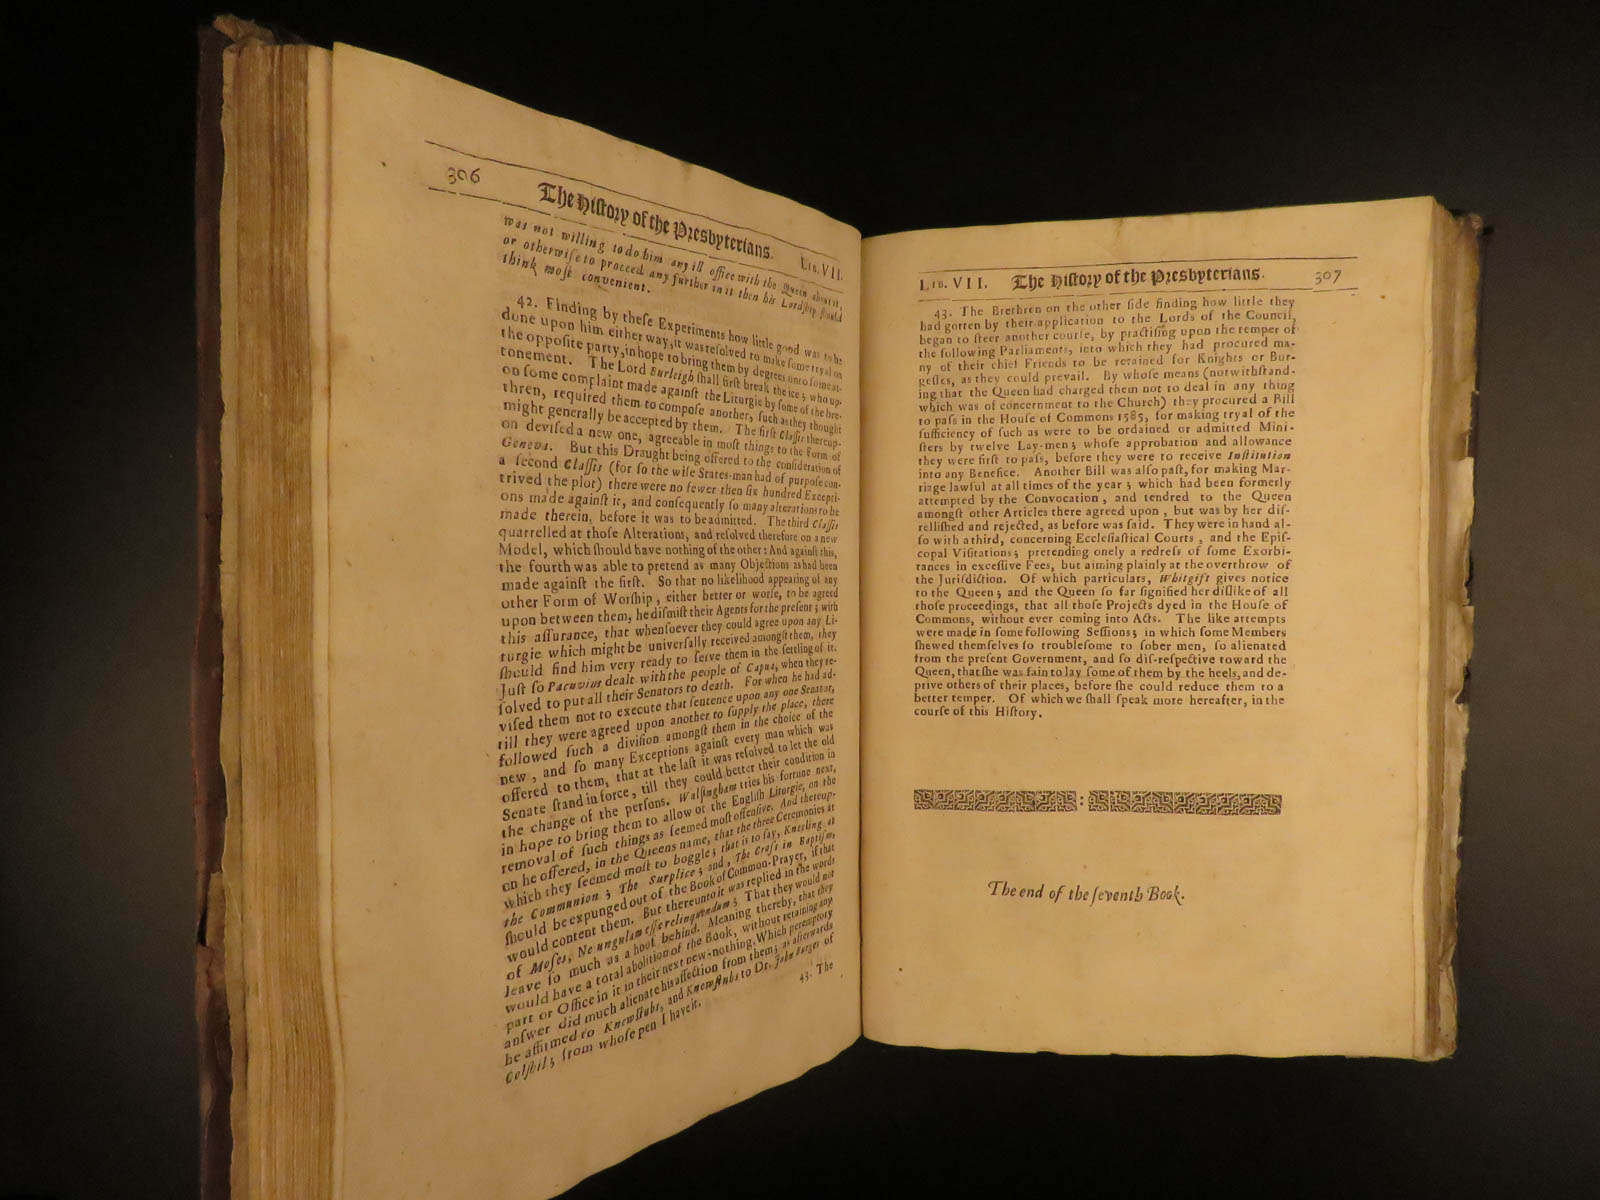 306 The Hiſtory of the Presbyterians. LIB. VII.
was not willing to do him any ill office with the Queen about it,
or otherwiſe to proceed any further in it then his Lordſhip ſhould
think moſt convenient.
42. Finding by theſe Experiments how little good was to be
done upon him either way, it was reſolved to make ſome tryal on
the oppoſite party, in hope to bring them by degrees unto ſome at-
tonement. The Lord Burleigh ſhall firſt break the ice; who up-
on ſome complaint made againſt the Liturgie by ſome of the bre-
thren, required them to compoſe another, ſuch as they thought
might generally be accepted by them. The firſt Claſſis thereup-
on deviſed a new one, agreeable in moſt things to the Form of
Geneva. But this Draught being offered to the conſideration of
a ſecond Claſſis (for ſo the wiſe States-man had of purpoſe con-
trived the plot) there were no fewer then ſix hundred Excepti-
ons made againſt it, and conſequently ſo many alterations to be
made therein, before it was to be admitted. The third Claſſis
quarrelled at thoſe Alterations, and reſolved therefore on a new
Model, which ſhould have nothing of the other: And againſt this,
the fourth was able to pretend as many Objections as had been
made againſt the firſt. So that no likelihood appearing of any
other Form of Worſhip, either better or worſe, to be agreed
upon between them, he diſmiſt their Agents for the preſent; with
this aſſurance, that whenſoever they could agree upon any Li-
turgie which might be univerſally received amongſt them, they
ſhould find him very ready to ſerve them in the ſettling of it.
Juſt ſo Pacuvius dealt with the people of Capua, when they re-
ſolved to put all their Senators to death. For when he had ad-
viſed them not to execute that ſentence upon any one Senator,
till they were agreed upon another to ſupply the place, there
followed ſuch a diviſion amongſt them in the choice of the
new, and ſo many Exceptions againſt every man which was
offered to them, that at the laſt it was reſolved to let the old
Senate ſtand in force, till they could better their condition in
the change of the perſons. Walſingham tries his fortune next,
in hope to bring them to allow of the Engliſh Liturgie, on the
removal of ſuch things as ſeemed moſt offenſive. And thereup-
on he offered, in the Queens name, that the three Ceremonies at
which they ſeemed moſt to boggle; that is to ſay, Kneeling at
the Communion; The Surplice; and, The Croſs in Baptiſm,
ſhould be expunged out of the Book of Common-Prayer, if that
would content them. But thereunto it was replied in the words
of Moſes, Ne ungulam eſſe relinquendum; That they would not
leave ſo much as a hoof behind. Meaning thereby, that they
would have a total abolition of the Book, without retaining any
part or Office in it in their next new-nothing. Which peremptory
anſwer did much alienate his affection from them; as afterwards
he affirmed to Knewſtubs, and Knewſtubs to Dr. John Burges of
Colſhil; from whoſe pen I have it.
43. The
LIB. VII. The Hiſtory of the Presbyterians. 307
43. The Brethren on the other ſide finding how little they
had gotten by their application to the Lords of the Council,
began to ſteer another courſe, by practiſing upon the temper of
the following Parliaments, into which they had procured ma-
ny of their chief Friends to be retained for Knights or Bur-
geſſes, as they could prevail. By whoſe means (notwithſtand-
ing that the Queen had charged them not to deal in any thing
which was of concernment to the Church) they procured a Bill
to paſs in the Houſe of Commons 1585, for making tryal of the
ſufficiency of ſuch as were to be ordained or admitted Mini-
ſters by twelve Lay-men; whoſe approbation and allowance
they were firſt to paſs, before they were to receive Inſtitution
into any Benefice. Another Bill was alſo paſt, for making Mar-
riage lawful at all times of the year; which had been formerly
attempted by the Convocation, and tendred to the Queen
amongſt other Articles there agreed upon, but was by her diſ-
relliſhed and rejected, as before was ſaid. They were in hand al-
ſo with a third, concerning Eccleſiaſtical Courts, and the Epiſ-
copal Viſitations; pretending onely a redreſs of ſome Exorbi-
tances in exceſſive Fees, but aiming plainly at the overthrow of
the Juriſdiction. Of which particulars, Whitgift gives notice
to the Queen; and the Queen ſo far ſignified her diſlike of all
thoſe proceedings, that all thoſe Projects dyed in the Houſe of
Commons, without ever coming into Acts. The like attempts
were made in ſome following Seſſions; in which ſome Members
ſhewed themſelves ſo troubleſome to ſober men, ſo alienated
from the preſent Government, and ſo diſ-reſpective toward the
Queen, that ſhe was fain to lay ſome of them by the heels, and de-
prive others of their places, before ſhe could reduce them to a
better temper. Of which we ſhall ſpeak more hereafter, in the
courſe of this Hiſtory.
The end of the ſeventh Book.